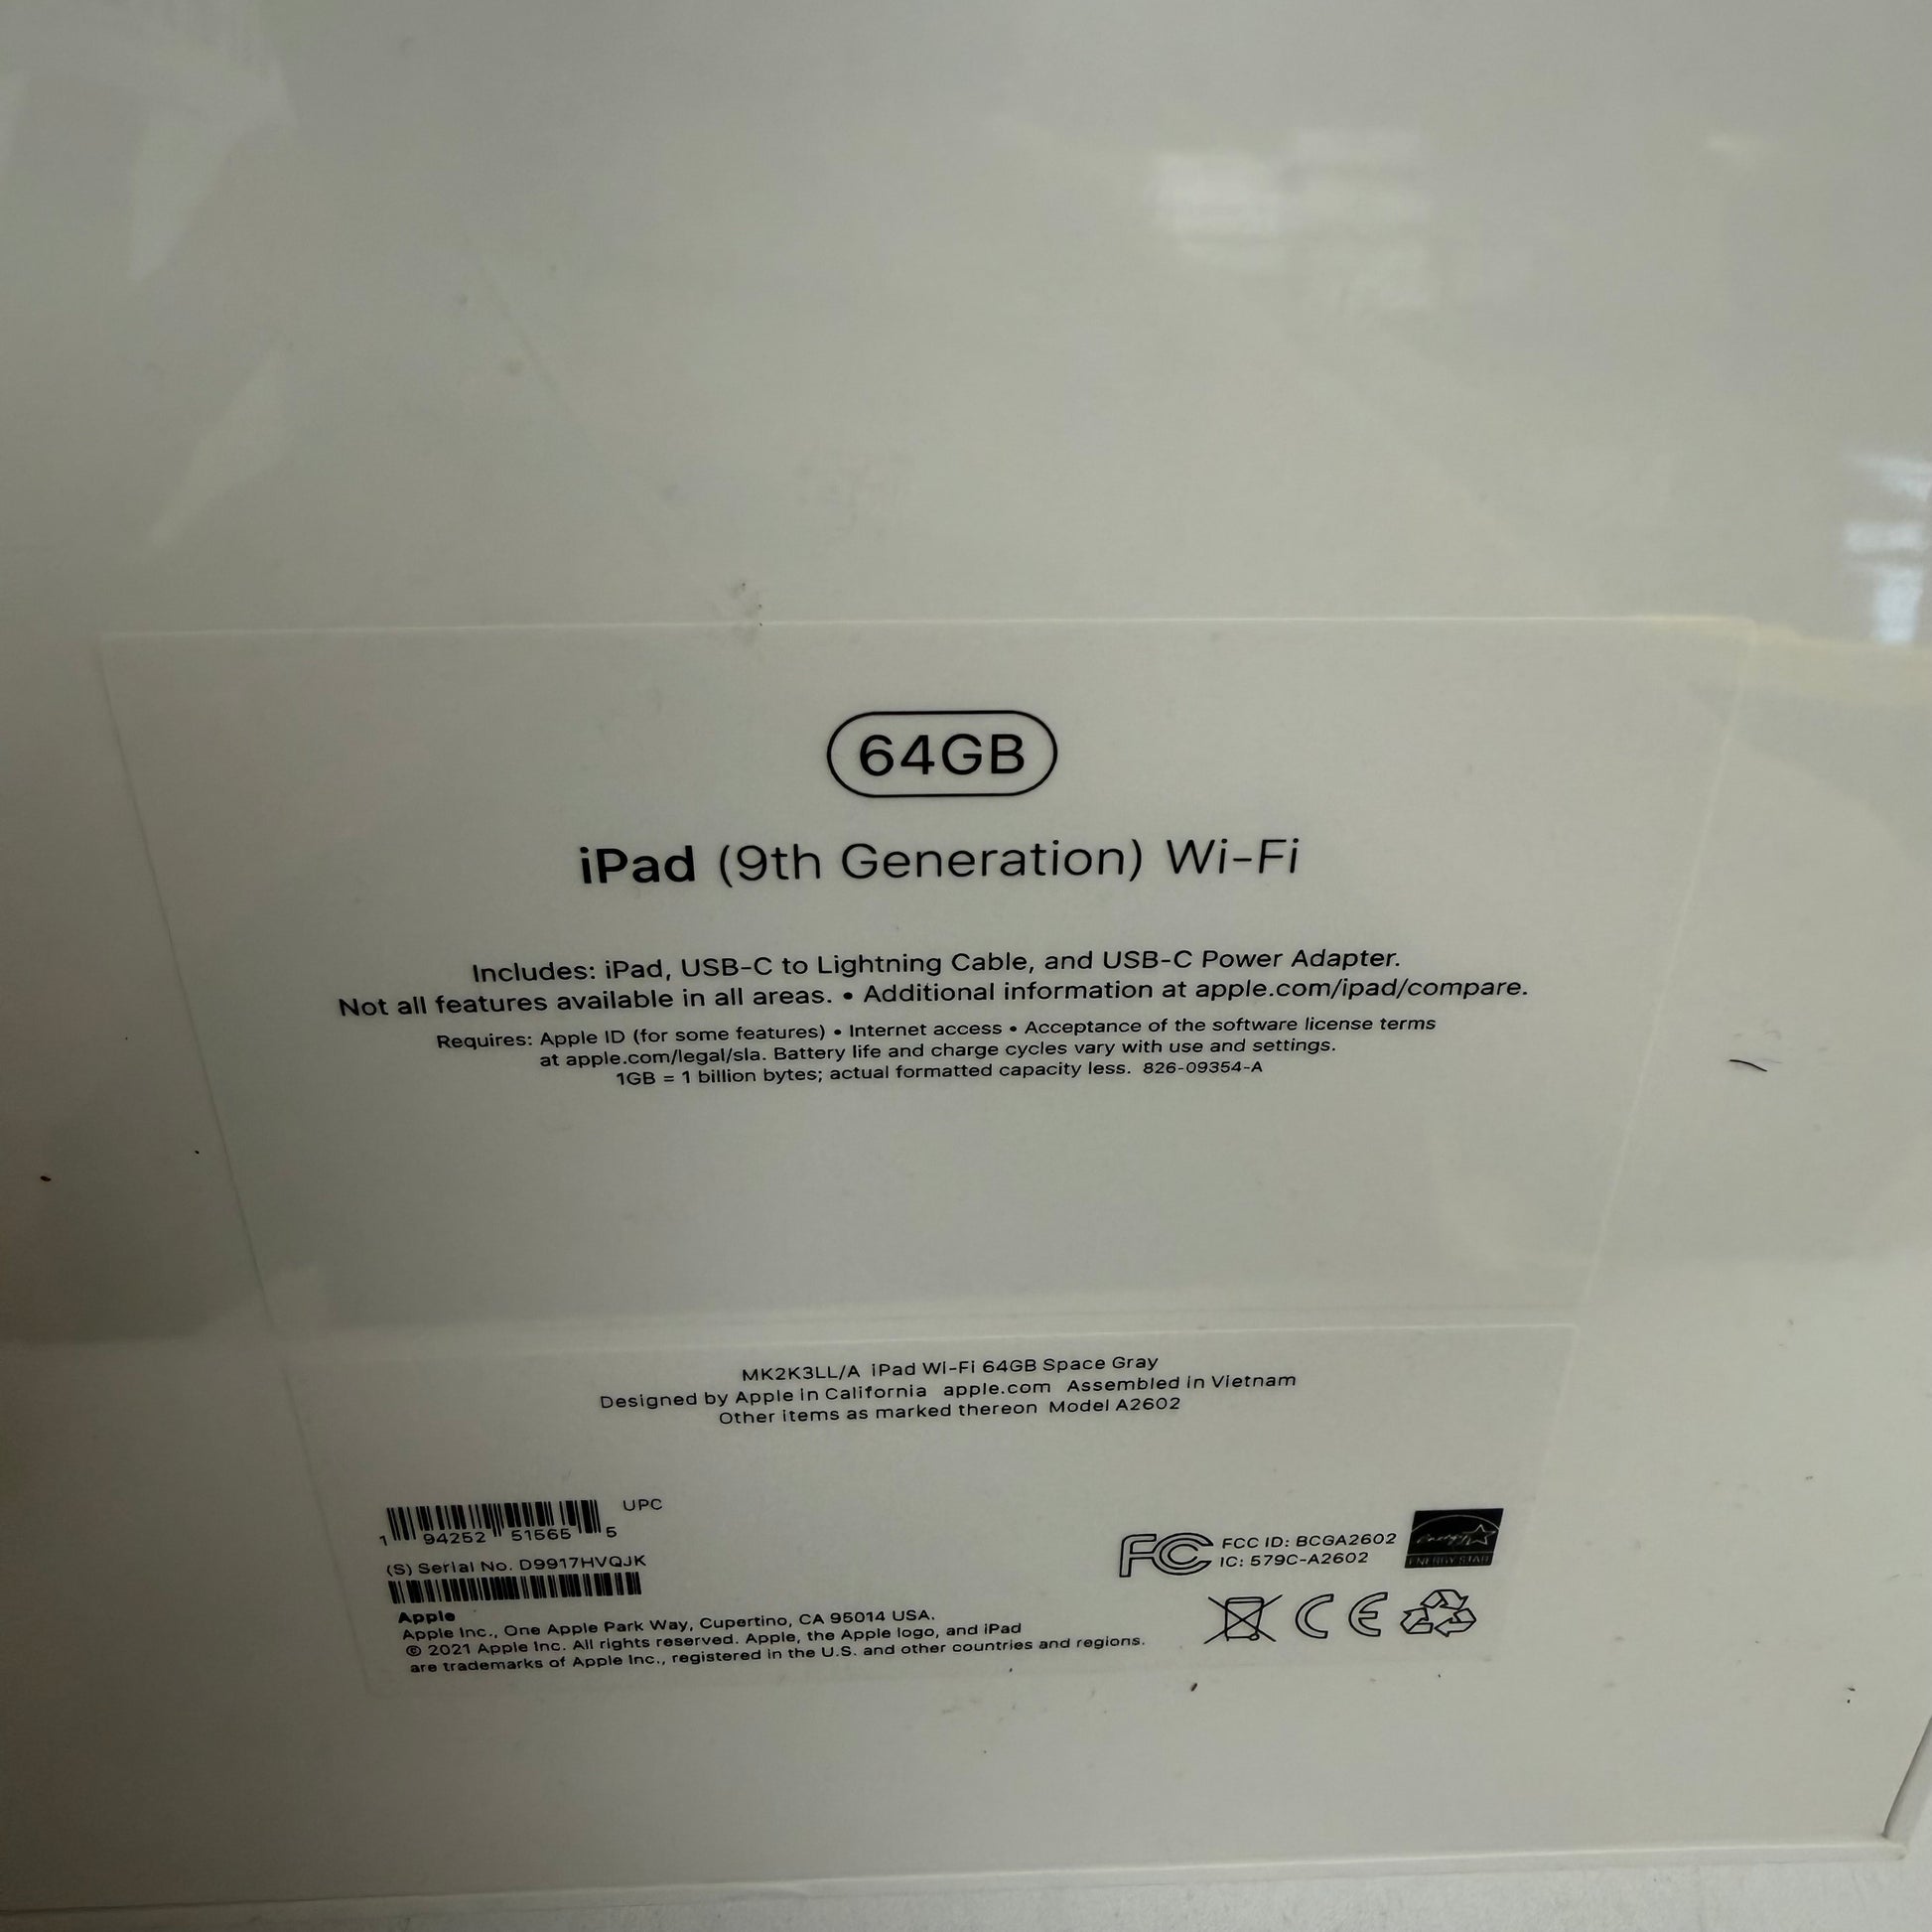 64GB
iPad (9th Generation) Wi-Fi
Includes: iPad, USB-C to Lightning Cable, and USB-C Power Adapter.
Not all features available in all areas. • Additional information at apple.com/ipad/compare.
Requires: Apple ID (for some features) • Internet access • Acceptance of the software license terms
at apple.com/legal/sla. Battery life and charge cycles vary with use and settings.
1GB = 1 billion bytes; actual formatted capacity less. 826-09354-A
MK2K3LL/A iPad Wi-Fi 64GB Space Gray
Designed by Apple in California apple.com Assembled in Vietnam
Other items as marked thereon Model A2602
UPC
1 94252 51565 5
(S) Serial No. D9917HVQJK
Apple
Apple Inc., One Apple Park Way, Cupertino, CA 95014 USA.
© 2021 Apple Inc. All rights reserved. Apple, the Apple logo, and iPad
are trademarks of Apple Inc., registered in the U.S. and other countries and regions.
FC FCC ID: BCGA2602
IC: 579C-A2602
energy
ENERGY STAR
CE